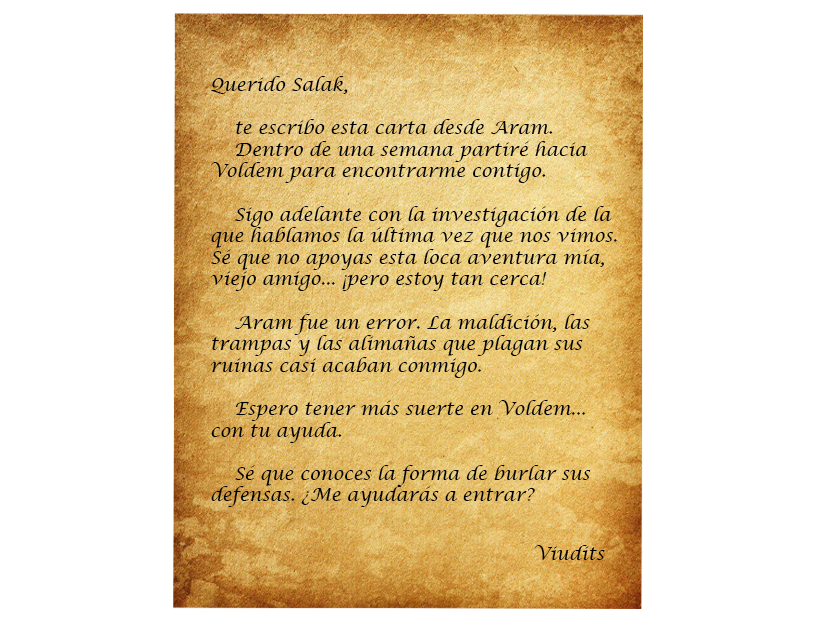 Querido Salak,
te escribo esta carta desde Aram.
Dentro de una semana partiré hacia
Voldem para encontrarme contigo.
Sigo adelante con la investigación de la
que hablamos la última vez que nos vimos.
Sé que no apoyas esta loca aventura mía,
viejo amigo... ¡pero estoy tan cerca!
Aram fue un error. La maldición, las
trampas y las alimañas que plagan sus
ruinas casi acaban conmigo.
Espero tener más suerte en Voldem...
con tu ayuda.
Sé que conoces la forma de burlar sus
defensas. ¿Me ayudarás a entrar?
Viudits